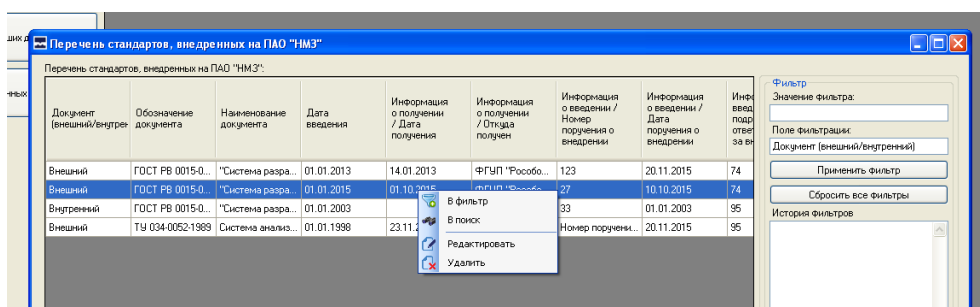 Перечень стандартов, внедренных на ПАО "НМЗ"
Перечень стандартов, внедренных на ПАО "НМЗ":
Документ (внешний/внутрен
Обозначение документа
Наименование документа
Дата введения
Информация о получении / Дата получения
Информация о получении / Откуда получен
Информация о введении / Номер поручения о внедрении
Информация о введении / Дата поручения о внедрении
Внешний ГОСТ РВ 0015-0... "Система разра... 01.01.2013 14.01.2013 ФГУП "Рособо... 123 20.11.2015 74
Внешний ГОСТ РВ 0015-0... "Система разра... 01.01.2015 01.10.2015 ФГУП "Рособо... 27 10.10.2015 74
Внутренний ГОСТ РВ 0015-0... "Система разра... 01.01.2003 33 01.01.2003 95
Внешний ТУ 034-0052-1989 Система анализ... 01.01.1998 23.11.2 Номер поручени... 20.11.2015 95
В фильтр
В поиск
Редактировать
Удалить
Фильтр
Значение фильтра:
Поле фильтрации:
Документ (внешний/внутренний)
Применить фильтр
Сбросить все фильтры
История фильтров